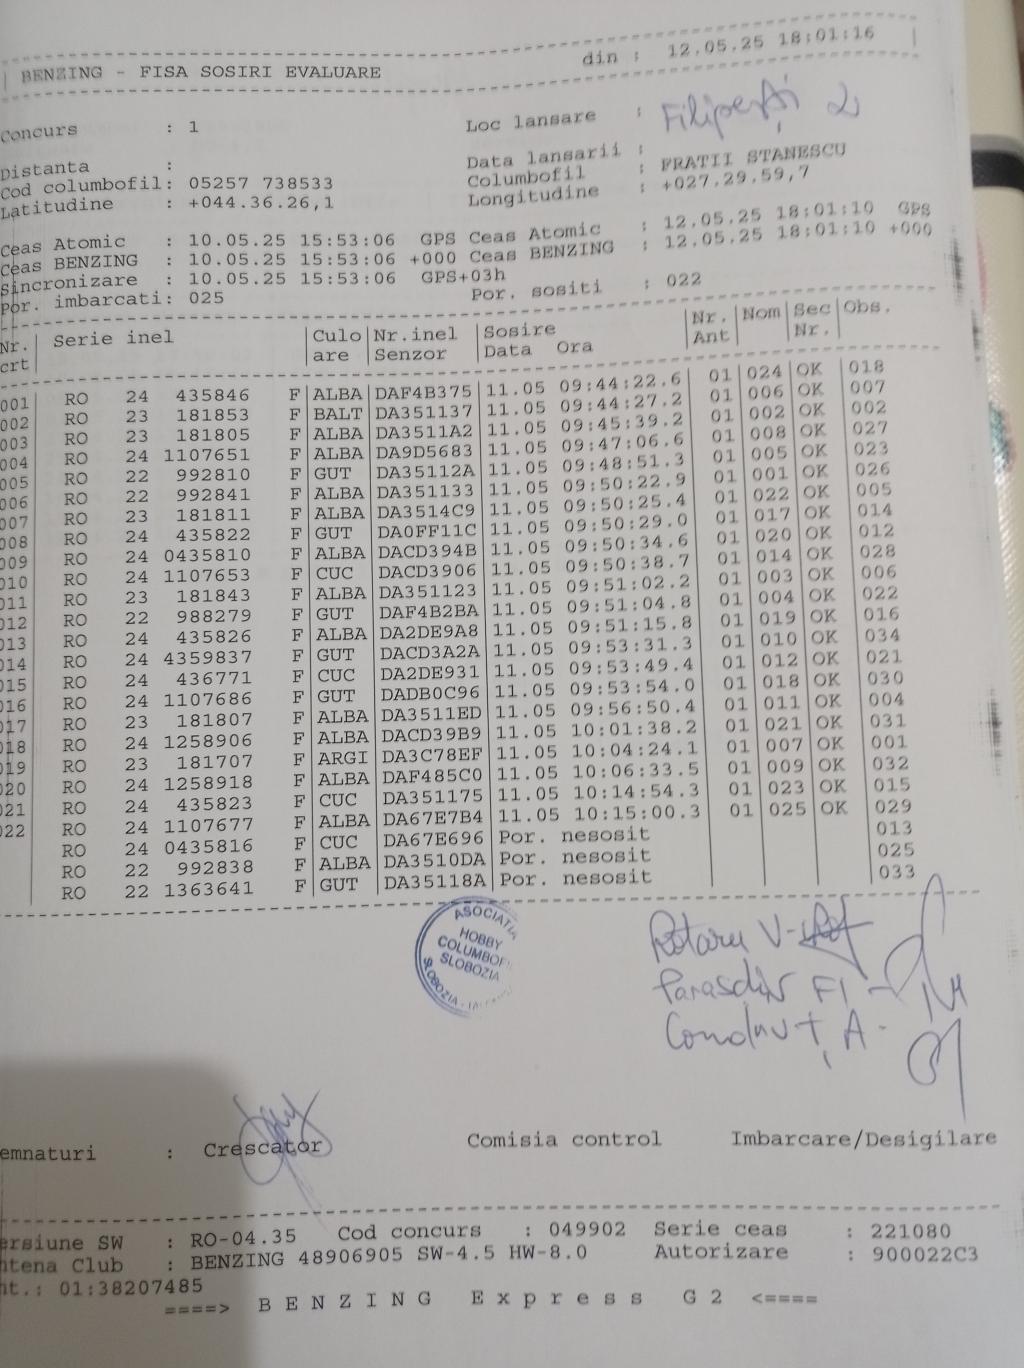 din : 12.05.25 18:01:16
BENZING - FISA SOSIRI EVALUARE
Concurs : 1 Loc lansare : Filipești 2
Distanta : Data lansarii :
Cod columbofil: 05257 738533 Columbofil : FRATII STANESCU
Latitudine : +044.36.26,1 Longitudine : +027.29.59,7
Ceas Atomic : 10.05.25 15:53:06 GPS Ceas Atomic : 12.05.25 18:01:10 GPS
Ceas BENZING : 10.05.25 15:53:06 +000 Ceas BENZING : 12.05.25 18:01:10 +000
Sincronizare : 10.05.25 15:53:06 GPS+03h
Por. imbarcati: 025 Por. sositi : 022
Nr. Serie inel Culo Nr.inel Sosire Nr. Nom Sec Obs.
crt are Senzor Data Ora Ant Nr.
001 RO 24 435846 F ALBA DAF4B375 11.05 09:44:22.6 01 024 OK 018
002 RO 23 181853 F BALT DA351137 11.05 09:44:27.2 01 006 OK 007
003 RO 23 181805 F ALBA DA3511A2 11.05 09:45:39.2 01 002 OK 002
004 RO 24 1107651 F ALBA DA9D5683 11.05 09:47:06.6 01 008 OK 027
005 RO 22 992810 F GUT DA35112A 11.05 09:48:51.3 01 005 OK 023
006 RO 22 992841 F ALBA DA351133 11.05 09:50:22.9 01 001 OK 026
007 RO 23 181811 F ALBA DA3514C9 11.05 09:50:25.4 01 022 OK 005
008 RO 24 435822 F GUT DA0FF11C 11.05 09:50:29.0 01 017 OK 014
009 RO 24 0435810 F ALBA DACD394B 11.05 09:50:34.6 01 020 OK 012
010 RO 24 1107653 F CUC DACD3906 11.05 09:50:38.7 01 014 OK 028
011 RO 23 181843 F ALBA DA351123 11.05 09:51:02.2 01 003 OK 006
012 RO 22 988279 F GUT DAF4B2BA 11.05 09:51:04.8 01 004 OK 022
013 RO 24 435826 F ALBA DA2DE9A8 11.05 09:51:15.8 01 019 OK 016
014 RO 24 4359837 F GUT DACD3A2A 11.05 09:53:31.3 01 010 OK 034
015 RO 24 436771 F CUC DA2DE931 11.05 09:53:49.4 01 012 OK 021
016 RO 24 1107686 F GUT DADB0C96 11.05 09:53:54.0 01 018 OK 030
017 RO 23 181807 F ALBA DA3511ED 11.05 09:56:50.4 01 011 OK 004
018 RO 24 1258906 F ALBA DACD39B9 11.05 10:01:38.2 01 021 OK 031
019 RO 23 181707 F ARGI DA3C78EF 11.05 10:04:24.1 01 007 OK 001
020 RO 24 1258918 F ALBA DAF485C0 11.05 10:06:33.5 01 009 OK 032
021 RO 24 435823 F CUC DA351175 11.05 10:14:54.3 01 023 OK 015
022 RO 24 1107677 F ALBA DA67E7B4 11.05 10:15:00.3 01 025 OK 029
RO 24 0435816 F CUC DA67E696 Por. nesosit 013
RO 22 992838 F ALBA DA3510DA Por. nesosit 025
RO 22 1363641 F GUT DA35118A Por. nesosit 033
ASOCIATIA
HOBBY
COLUMBOF
SLOBOZIA
SLOBOZIA
Rotaru V-
Paraschiv FI -
Conduruț A -
emnaturi : Crescator Comisia control Imbarcare/Desigilare
ersiune SW : RO-04.35 Cod concurs : 049902 Serie ceas : 221080
ntena Club : BENZING 48906905 SW-4.5 HW-8.0 Autorizare : 900022C3
nt.: 01:38207485
====> B E N Z I N G E x p r e s s G 2 <====